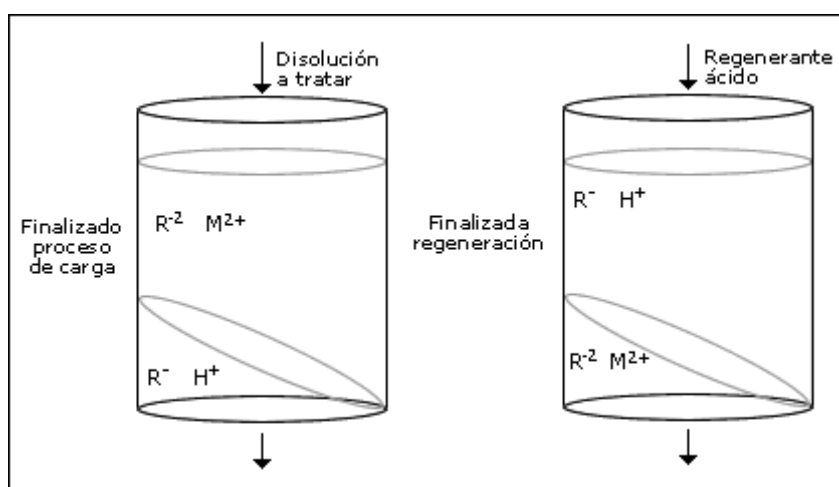 Disolución
a tratar
Finalizado
proceso
de carga
R⁻² M²⁺
R⁻ H⁺
Regenerante
ácido
Finalizada
regeneración
R⁻ H⁺
R⁻² M²⁺